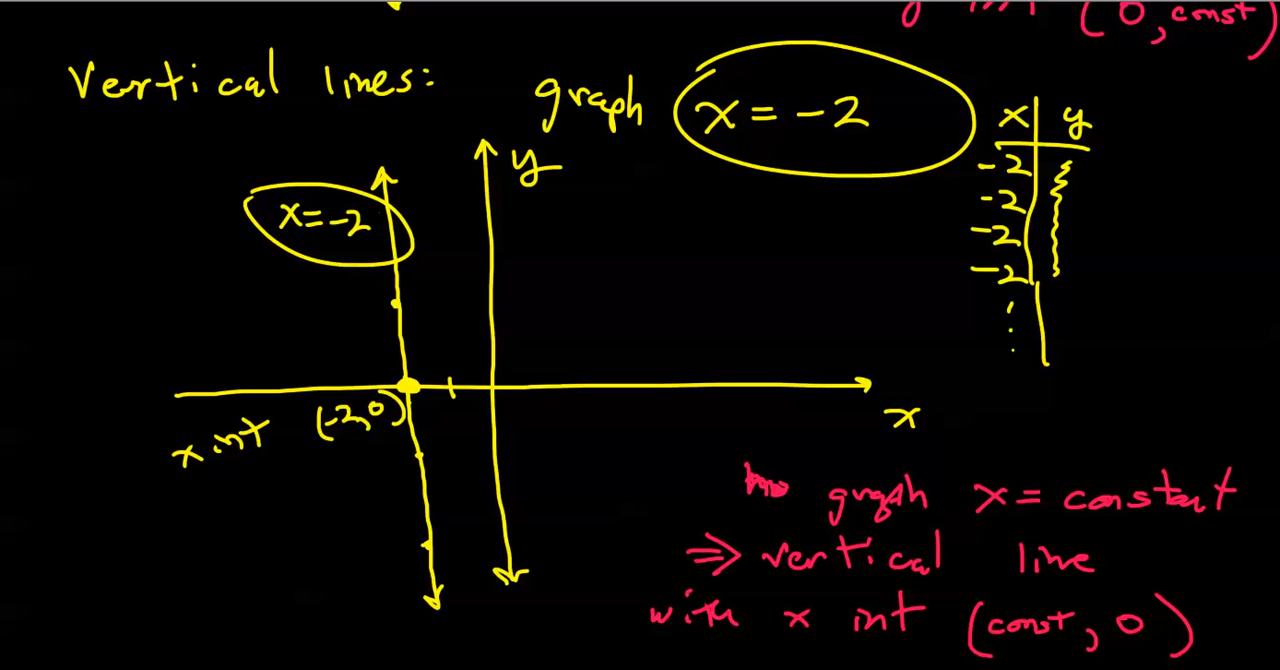 y int (0, const)
Vertical lines: graph x = -2
x y
-2
-2
-2
-2
y
x=-2
x int (-2,0)
x
graph x = constant
⇒ vertical line
with x int (const, 0)